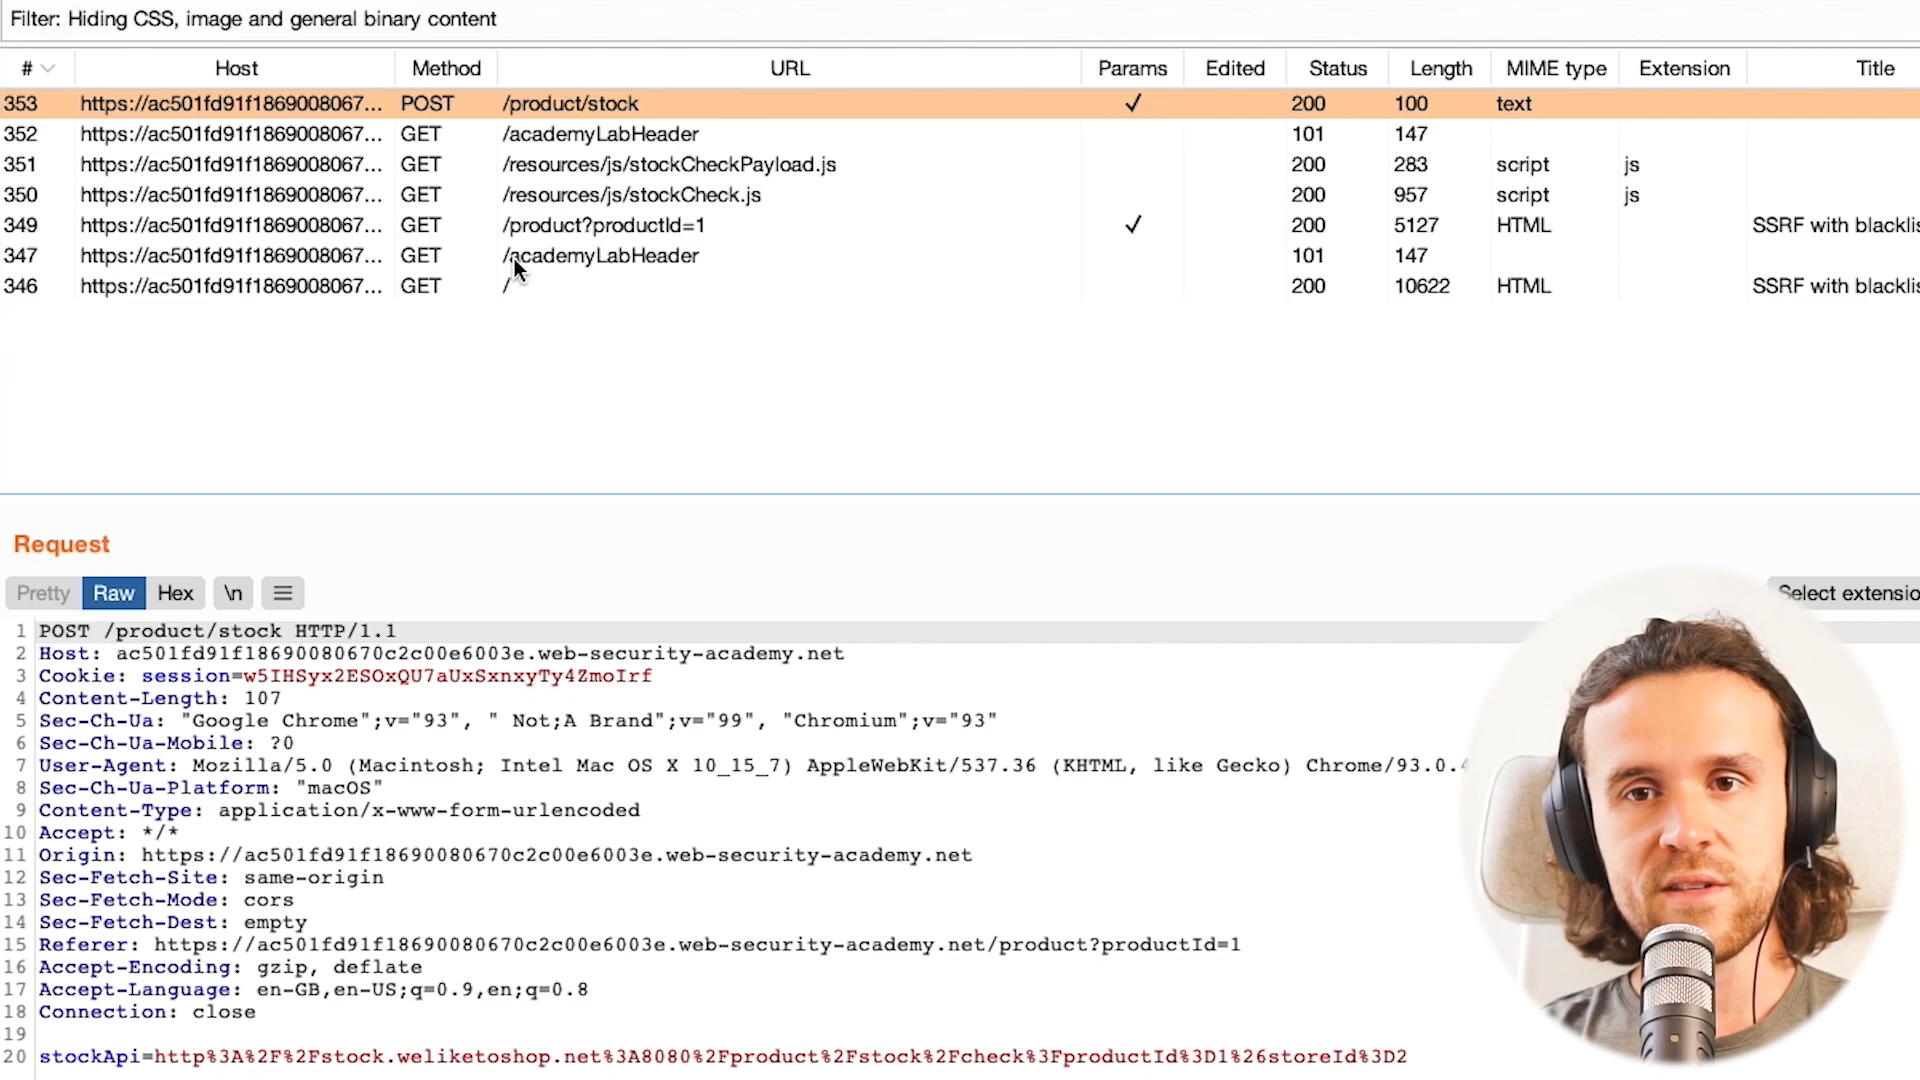 Filter: Hiding CSS, image and general binary content
# Host Method URL Params Edited Status Length MIME type Extension Title
353 https://ac501fd91f1869008067... POST /product/stock ✓ 200 100 text
352 https://ac501fd91f1869008067... GET /academyLabHeader 101 147
351 https://ac501fd91f1869008067... GET /resources/js/stockCheckPayload.js 200 283 script js
350 https://ac501fd91f1869008067... GET /resources/js/stockCheck.js 200 957 script js
349 https://ac501fd91f1869008067... GET /product?productId=1 ✓ 200 5127 HTML SSRF with blacklis
347 https://ac501fd91f1869008067... GET /academyLabHeader 101 147
346 https://ac501fd91f1869008067... GET / 200 10622 HTML SSRF with blacklis
Request
Pretty Raw Hex \n ☰ Select extensio
1 POST /product/stock HTTP/1.1
2 Host: ac501fd91f18690080670c2c00e6003e.web-security-academy.net
3 Cookie: session=w5IHSyx2ESOxQU7aUxSxnxyTy4ZmoIrf
4 Content-Length: 107
5 Sec-Ch-Ua: "Google Chrome";v="93", " Not;A Brand";v="99", "Chromium";v="93"
6 Sec-Ch-Ua-Mobile: ?0
7 User-Agent: Mozilla/5.0 (Macintosh; Intel Mac OS X 10_15_7) AppleWebKit/537.36 (KHTML, like Gecko) Chrome/93.0.4
8 Sec-Ch-Ua-Platform: "macOS"
9 Content-Type: application/x-www-form-urlencoded
10 Accept: */*
11 Origin: https://ac501fd91f18690080670c2c00e6003e.web-security-academy.net
12 Sec-Fetch-Site: same-origin
13 Sec-Fetch-Mode: cors
14 Sec-Fetch-Dest: empty
15 Referer: https://ac501fd91f18690080670c2c00e6003e.web-security-academy.net/product?productId=1
16 Accept-Encoding: gzip, deflate
17 Accept-Language: en-GB,en-US;q=0.9,en;q=0.8
18 Connection: close
19
20 stockApi=http%3A%2F%2Fstock.weliketoshop.net%3A8080%2Fproduct%2Fstock%2Fcheck%3FproductId%3D1%26storeId%3D2